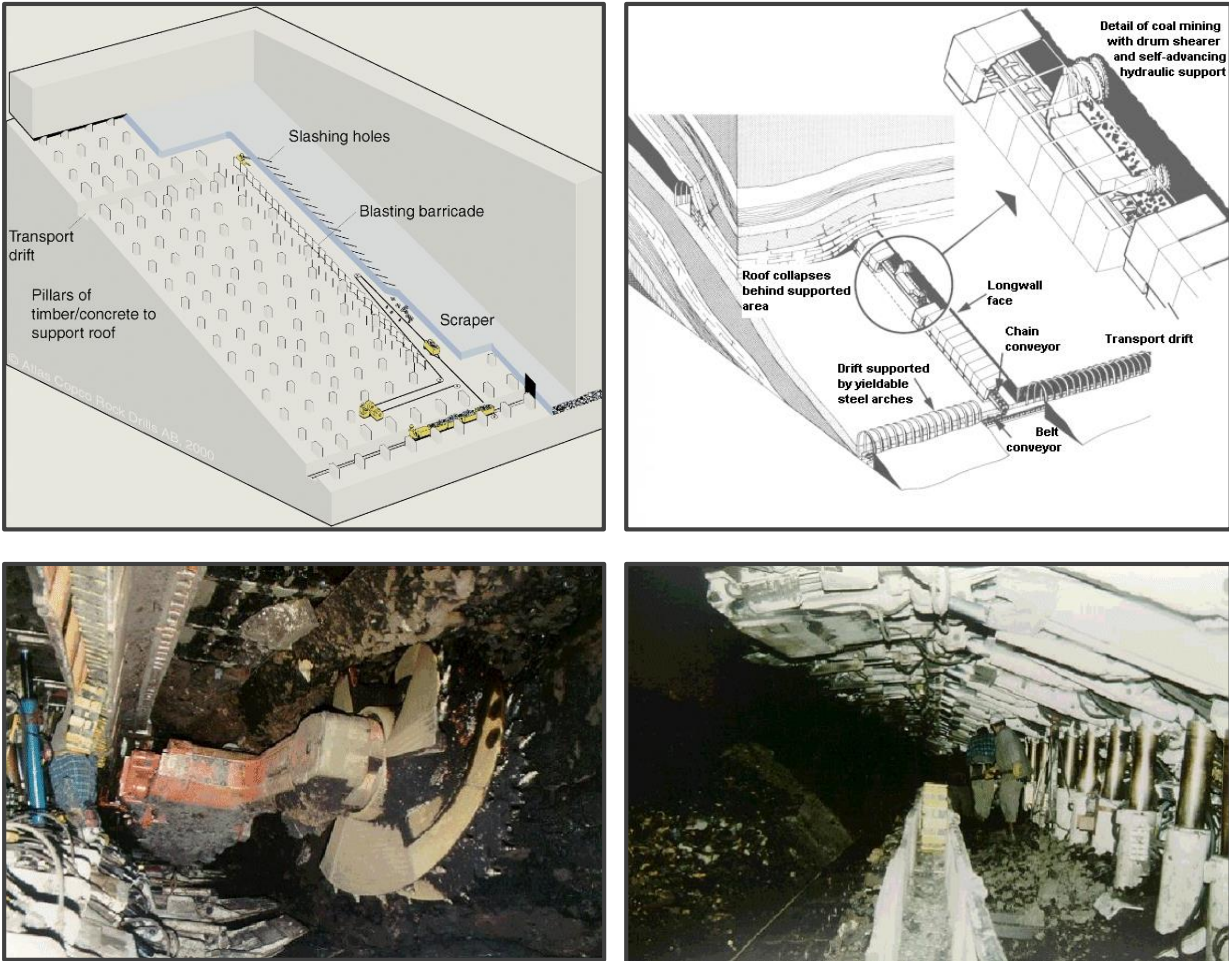 Slashing holes
Blasting barricade
Transport
drift
Pillars of
timber/concrete to
support roof
Scraper
© Atlas Copco Rock Drills AB, 2000
Detail of coal mining
with drum shearer
and self-advancing
hydraulic support
Roof collapses
behind supported
area
Longwall
face
Chain
conveyor
Transport drift
Drift supported
by yieldable
steel arches
Belt
conveyor